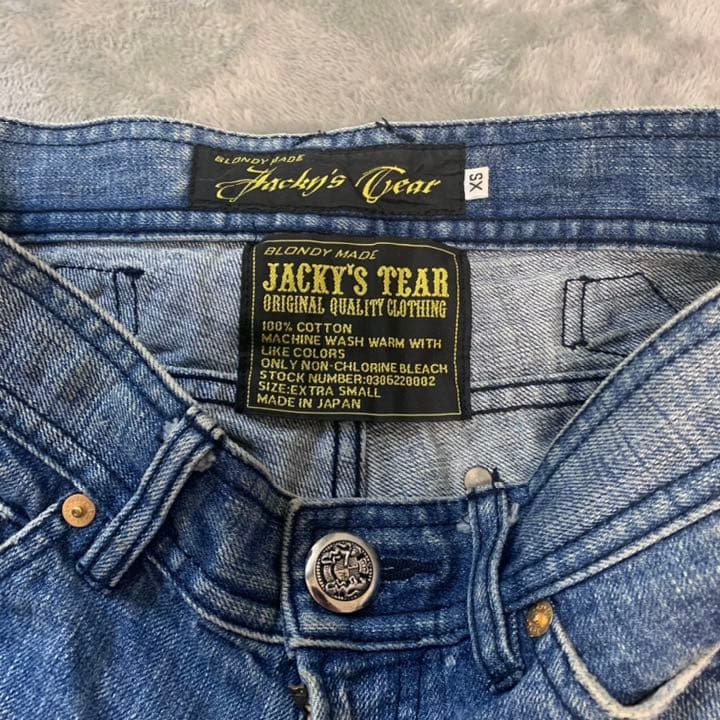 BLONDY MADE
Jacky's Tear
XS
BLONDY MADE
JACKY'S TEAR
ORIGINAL QUALITY CLOTHING
100% COTTON
MACHINE WASH WARM WITH
LIKE COLORS
ONLY NON-CHLORINE BLEACH
STOCK NUMBER:0306220002
SIZE:EXTRA SMALL
MADE IN JAPAN